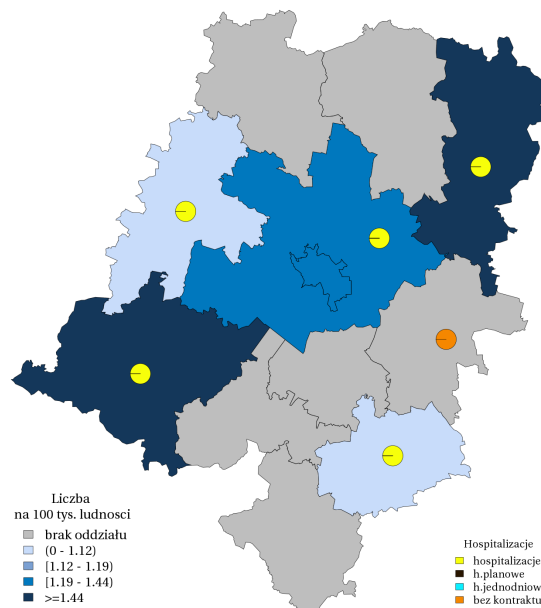 Liczba
na 100 tys. ludnosci
brak oddziału
(0 - 1.12)
[1.12 - 1.19)
[1.19 - 1.44)
>=1.44
Hospitalizacje
hospitalizacje
h.planowe
h.jednodniow
bez kontraktu